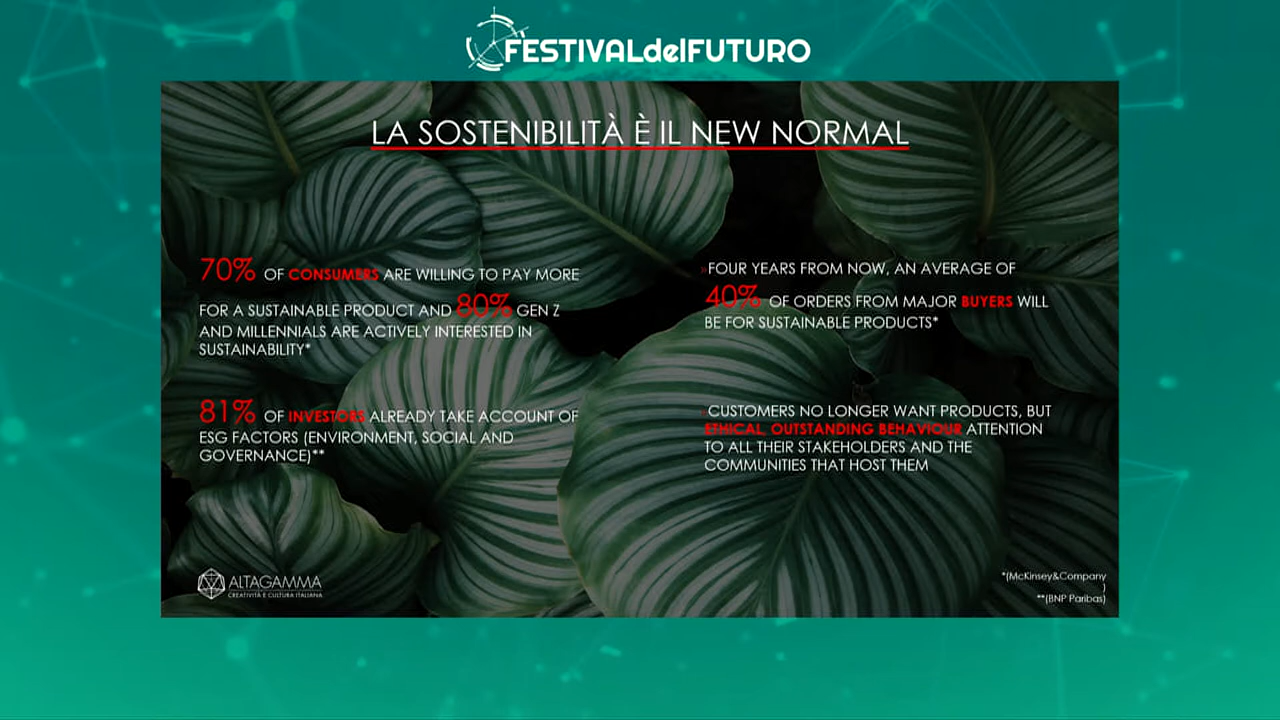 FESTIVALdelFUTURO
LA SOSTENIBILITÀ È IL NEW NORMAL
70% OF CONSUMERS ARE WILLING TO PAY MORE
FOR A SUSTAINABLE PRODUCT AND 80% GEN Z
AND MILLENNIALS ARE ACTIVELY INTERESTED IN
SUSTAINABILITY*
81% OF INVESTORS ALREADY TAKE ACCOUNT OF
ESG FACTORS (ENVIRONMENT, SOCIAL AND
GOVERNANCE)**
FOUR YEARS FROM NOW, AN AVERAGE OF
40% OF ORDERS FROM MAJOR BUYERS WILL
BE FOR SUSTAINABLE PRODUCTS*
CUSTOMERS NO LONGER WANT PRODUCTS, BUT
ETHICAL, OUTSTANDING BEHAVIOUR ATTENTION
TO ALL THEIR STAKEHOLDERS AND THE
COMMUNITIES THAT HOST THEM
ALTAGAMMA
CREATIVITÀ E CULTURA ITALIANA
*(McKinsey&Company
)
**(BNP Paribas)